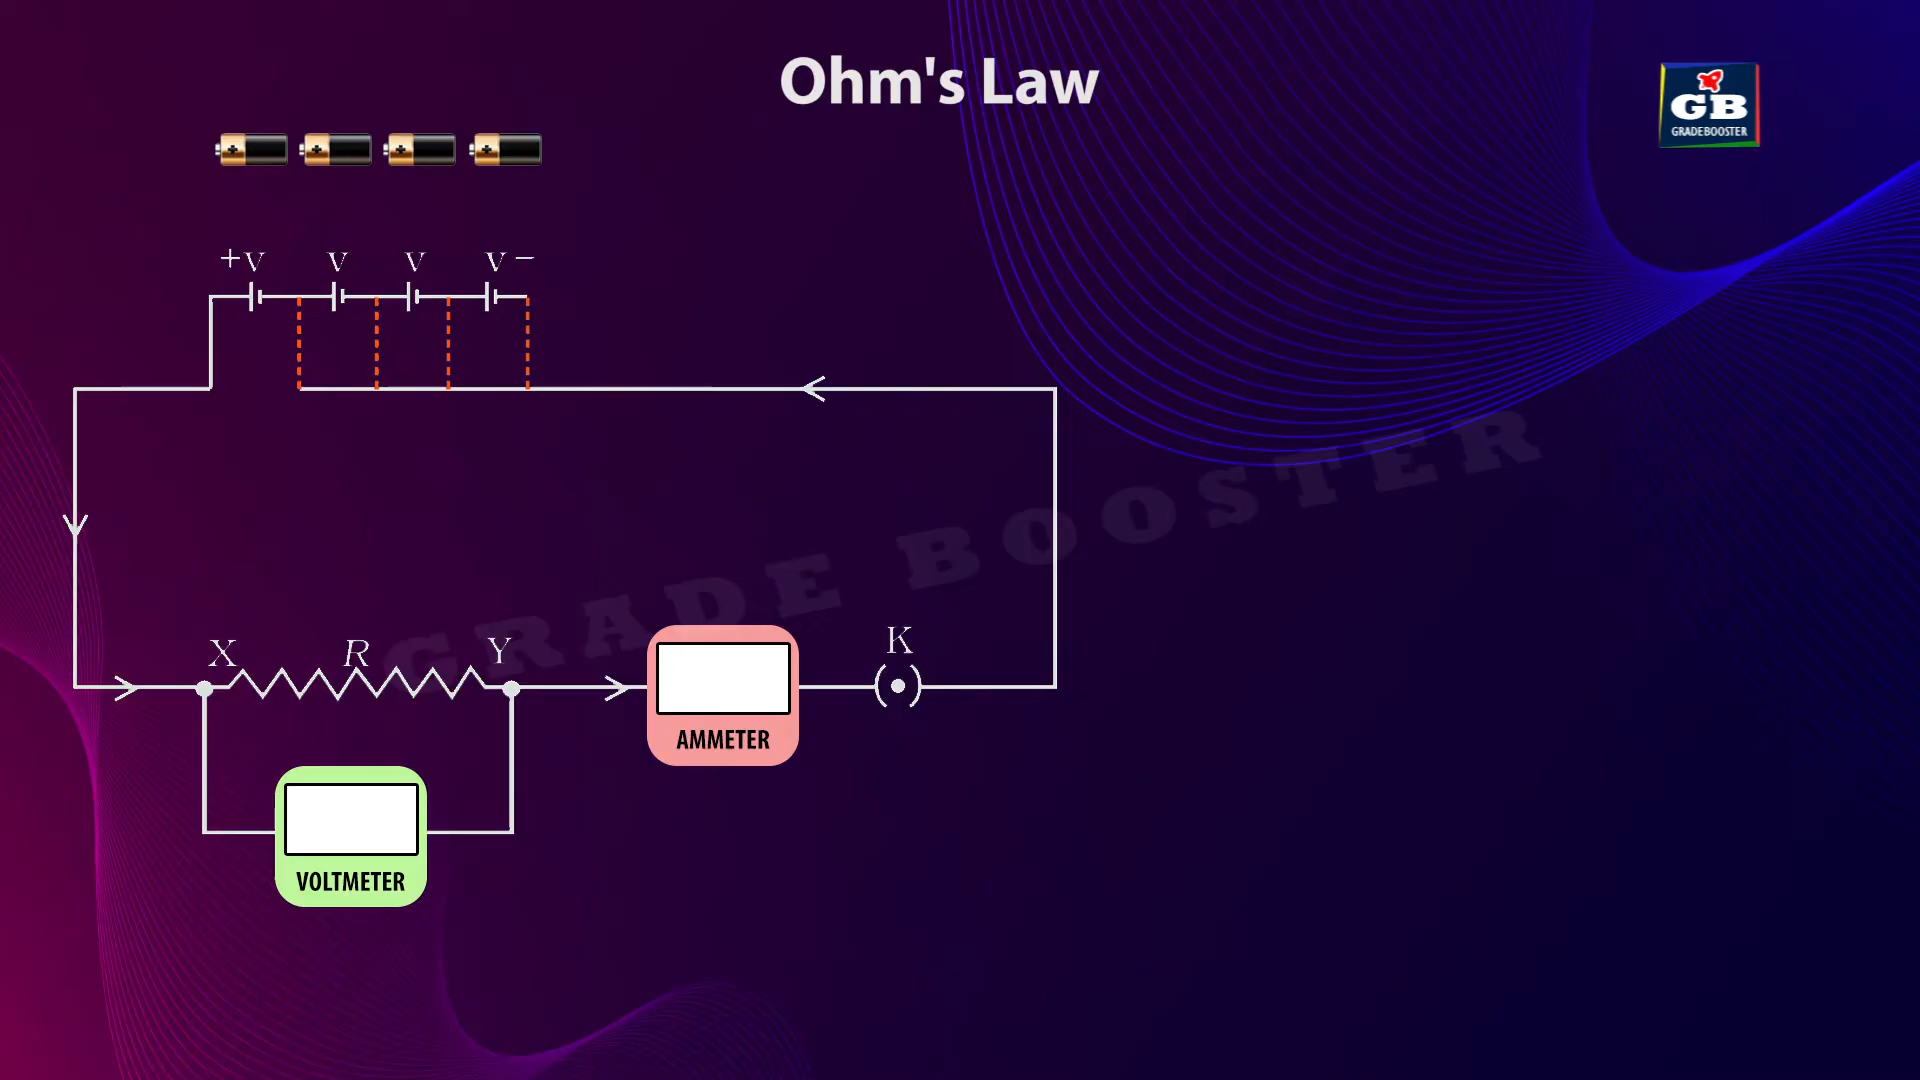 Ohm's Law
GB
GRADEBOOSTER
+ + + +
+V V V V−
GRADE BOOSTER
X R Y K
AMMETER
VOLTMETER